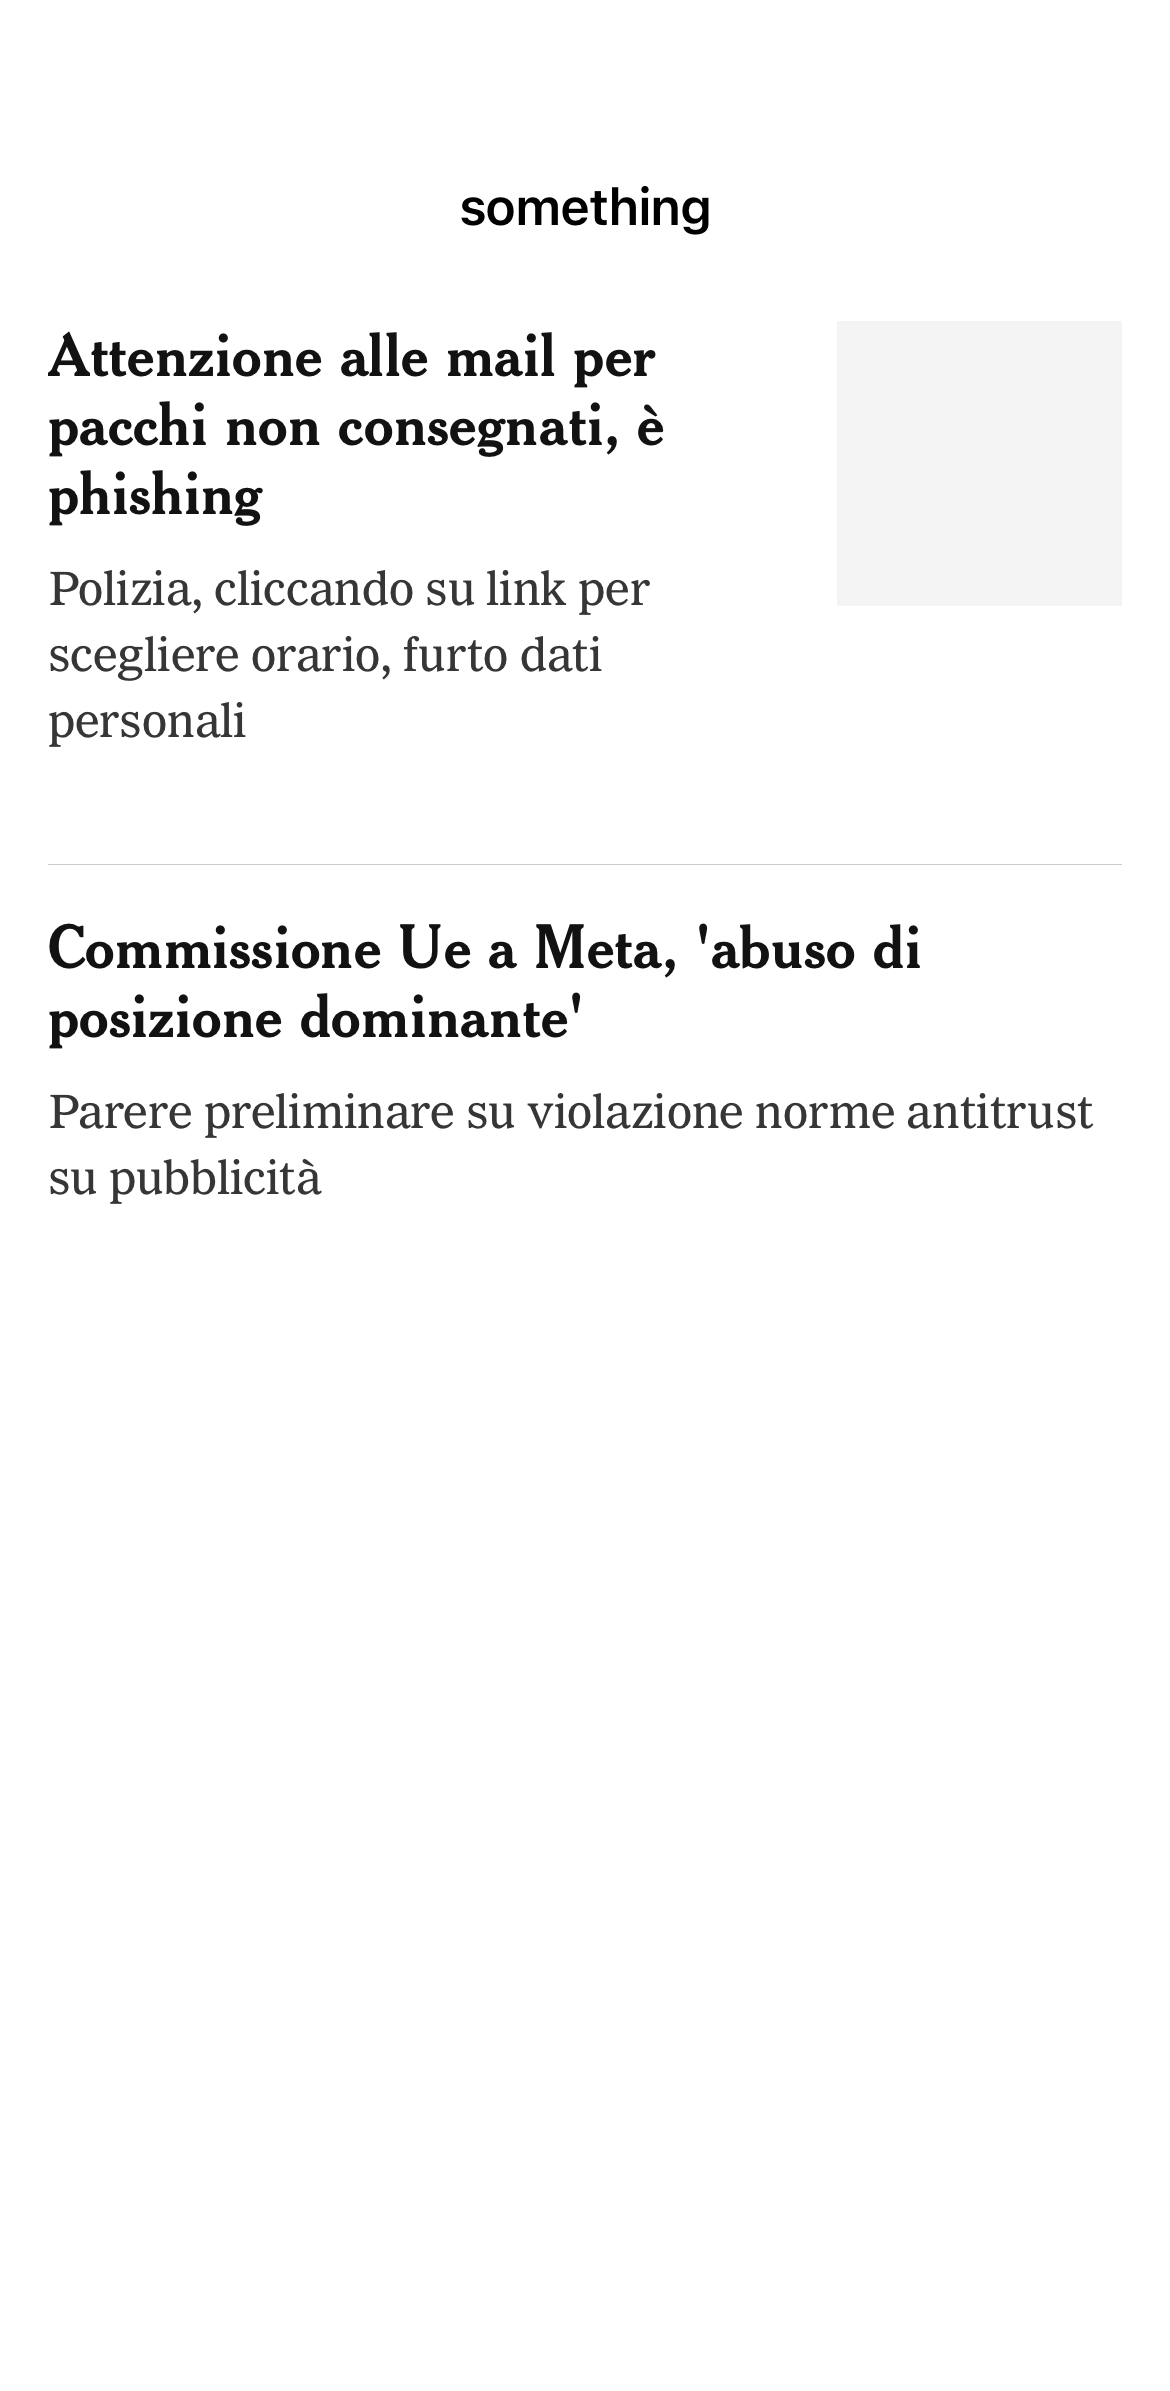 something
Attenzione alle mail per
pacchi non consegnati, è
phishing
Polizia, cliccando su link per
scegliere orario, furto dati
personali
Commissione Ue a Meta, 'abuso di
posizione dominante'
Parere preliminare su violazione norme antitrust
su pubblicità